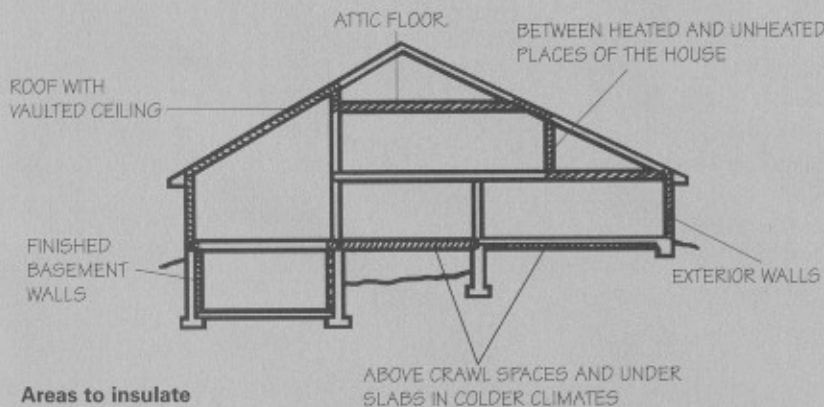 ATTIC FLOOR
BETWEEN HEATED AND UNHEATED
PLACES OF THE HOUSE
ROOF WITH
VAULTED CEILING
FINISHED
BASEMENT
WALLS
EXTERIOR WALLS
ABOVE CRAWL SPACES AND UNDER
SLABS IN COLDER CLIMATES
Areas to insulate